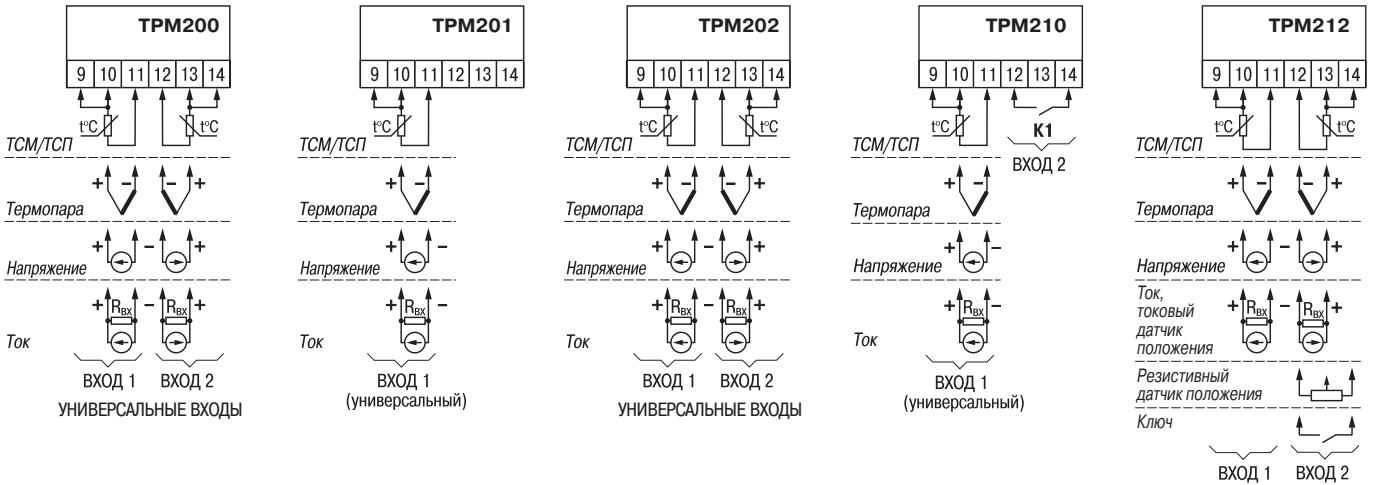 ТРМ200
9 10 11 12 13 14
t°C t°C
ТСМ/ТСП
+ – – +
Термопара
+ – +
Напряжение
+ Rвх – Rвх +
Ток
ВХОД 1 ВХОД 2
УНИВЕРСАЛЬНЫЕ ВХОДЫ
ТРМ201
9 10 11 12 13 14
t°C
ТСМ/ТСП
+ –
Термопара
+ –
Напряжение
+ Rвх –
Ток
ВХОД 1
(универсальный)
ТРМ202
9 10 11 12 13 14
t°C t°C
ТСМ/ТСП
+ – – +
Термопара
+ – +
Напряжение
+ Rвх – Rвх +
Ток
ВХОД 1 ВХОД 2
УНИВЕРСАЛЬНЫЕ ВХОДЫ
ТРМ210
9 10 11 12 13 14
t°C К1
ТСМ/ТСП
ВХОД 2
+ –
Термопара
+ –
Напряжение
+ Rвх –
Ток
ВХОД 1
(универсальный)
ТРМ212
9 10 11 12 13 14
t°C t°C
ТСМ/ТСП
+ – – +
Термопара
+ – +
Напряжение
Ток,
токовый
датчик
положения
+ Rвх – Rвх +
Резистивный
датчик положения
Ключ
ВХОД 1 ВХОД 2